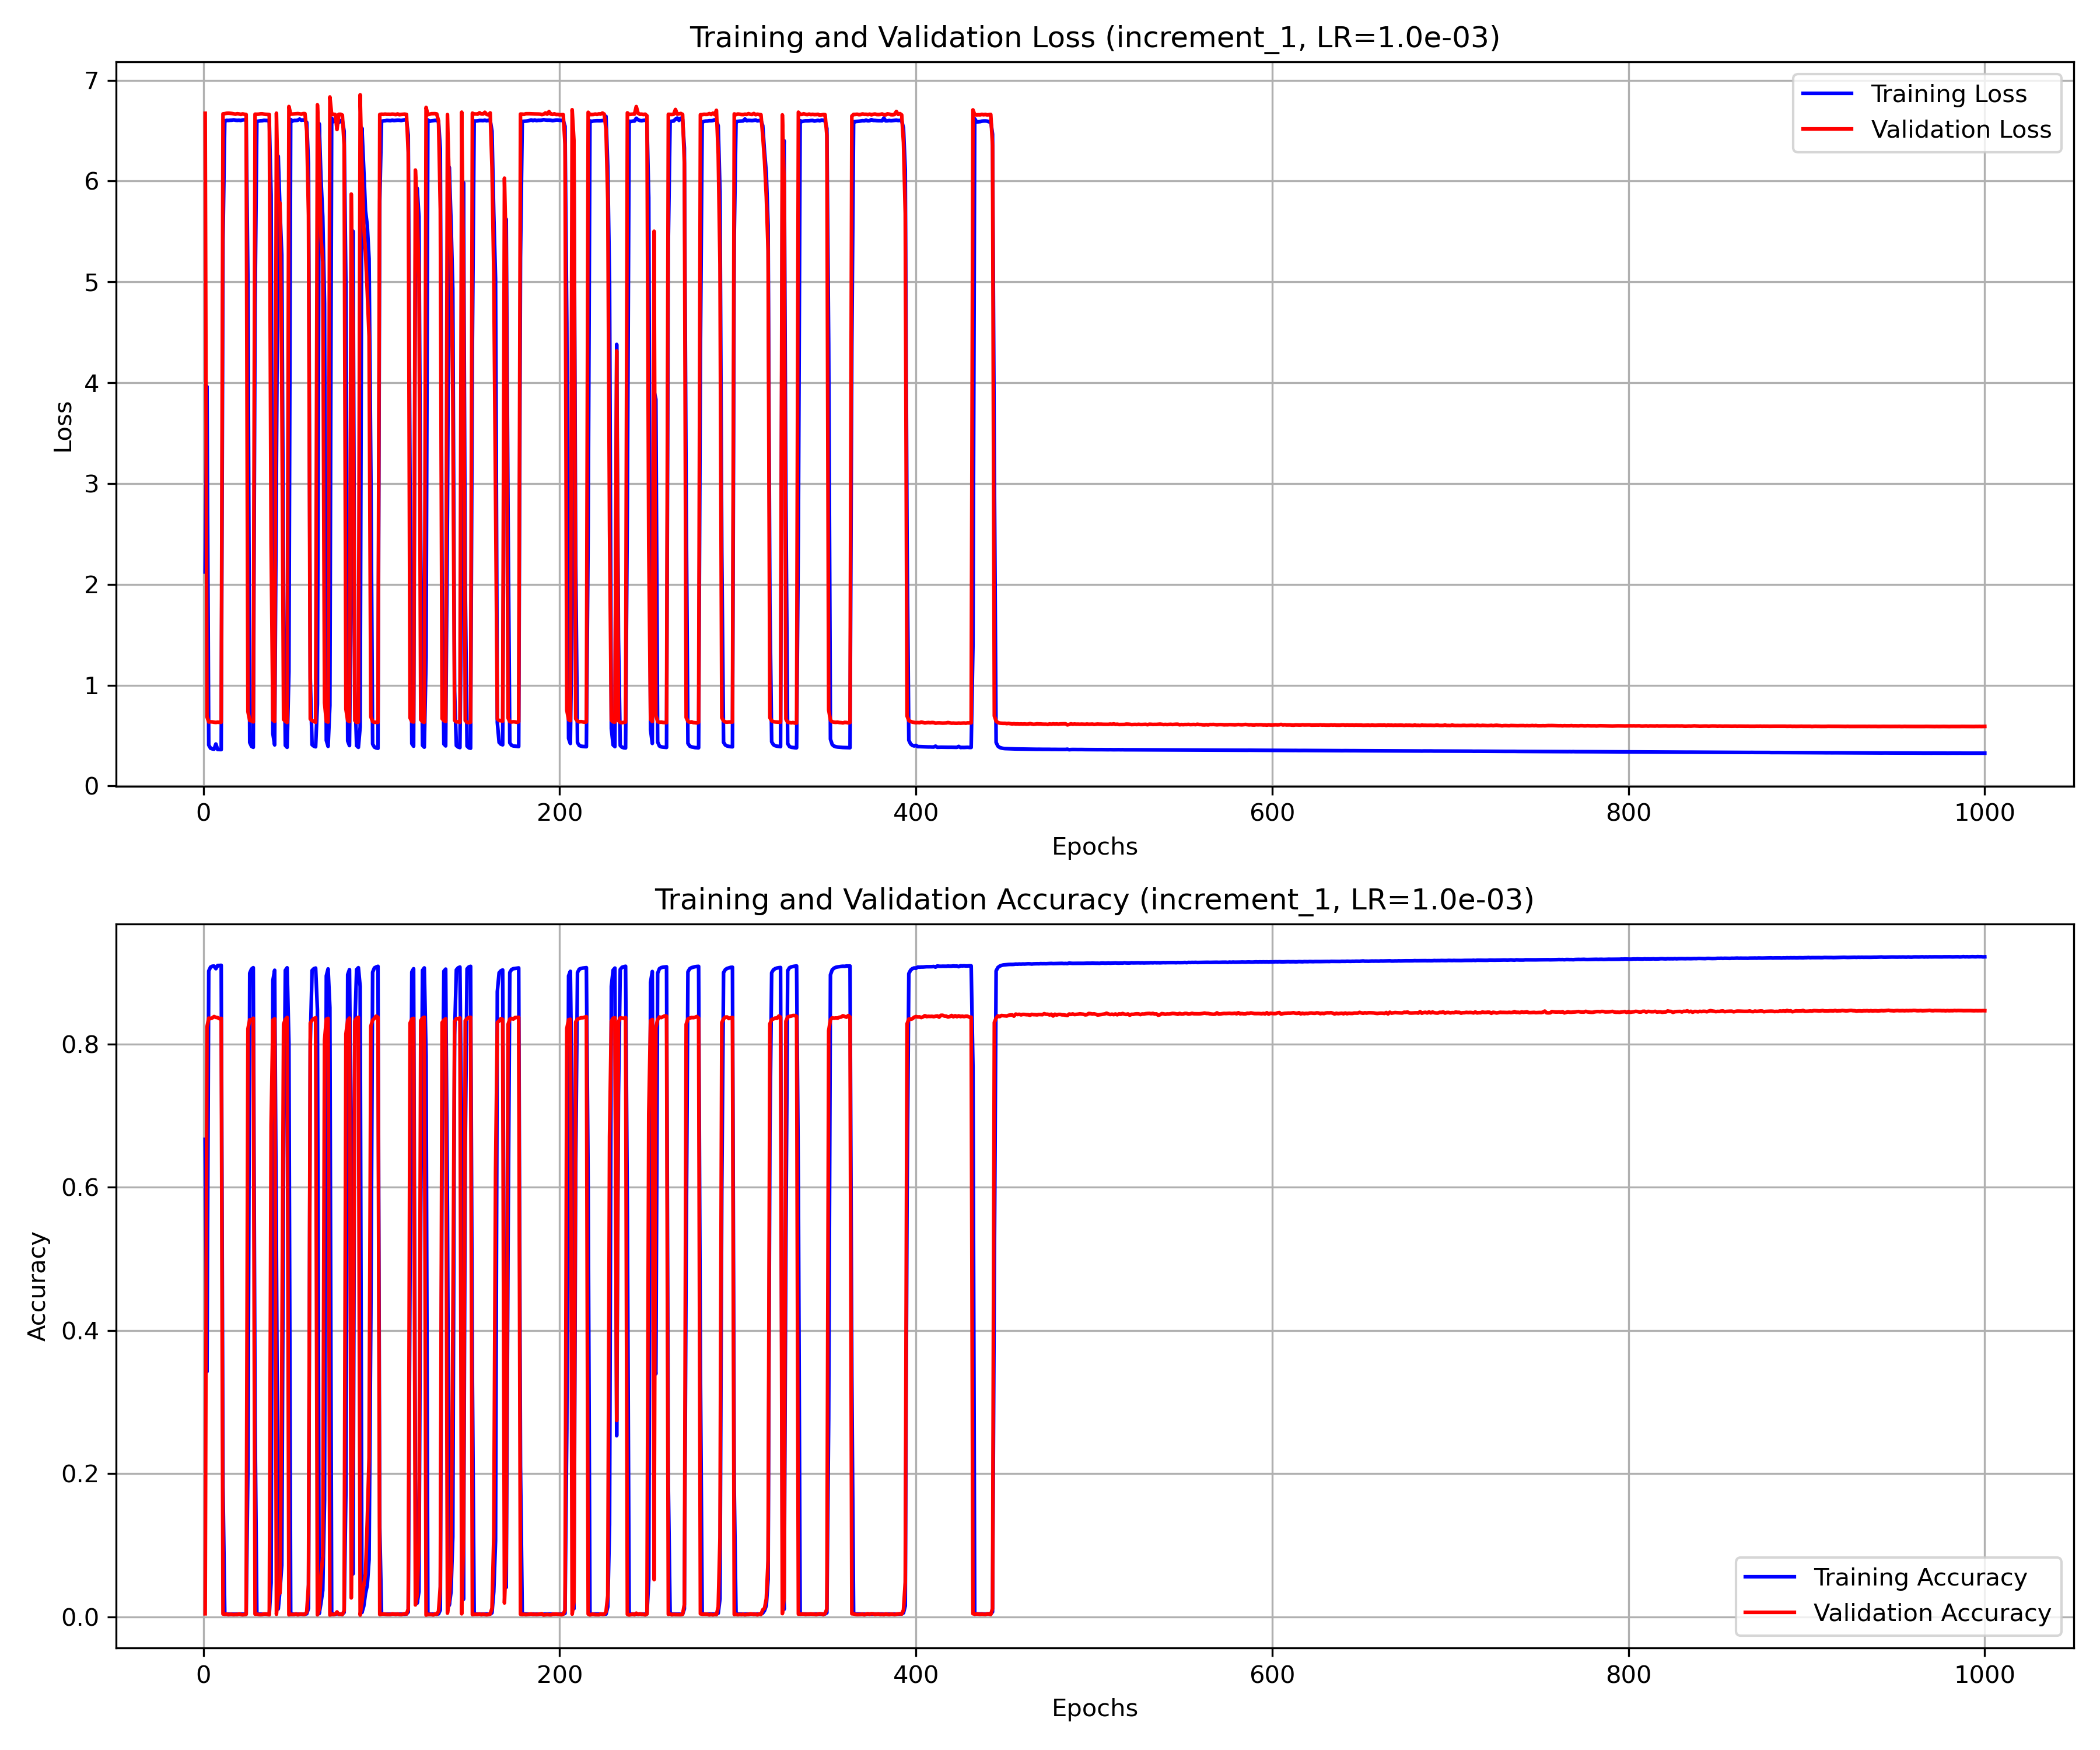 Training and Validation Loss (increment_1, LR=1.0e-03)
7
6
5
4
3
2
1
0
Loss
Training Loss
Validation Loss
0 200 400 600 800 1000
Epochs
Training and Validation Accuracy (increment_1, LR=1.0e-03)
0.8
0.6
0.4
0.2
0.0
Accuracy
Training Accuracy
Validation Accuracy
0 200 400 600 800 1000
Epochs